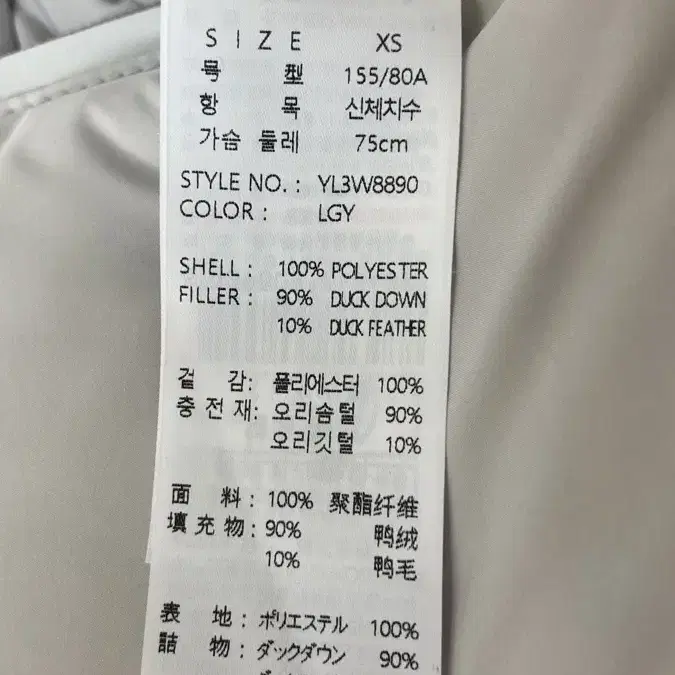 SIZE XS
号 型 155/80A
항 목 신체치수
가슴 둘레 75cm
STYLE NO. : YL3W8890
COLOR : LGY
SHELL : 100% POLYESTER
FILLER : 90% DUCK DOWN
10% DUCK FEATHER
겉 감: 폴리에스터 100%
충전재: 오리솜털 90%
오리깃털 10%
面 料 : 100% 聚酯纤维
填充物 : 90% 鸭绒
10% 鸭毛
表 地 : ポリエステル 100%
詰 物 : ダックダウン 90%